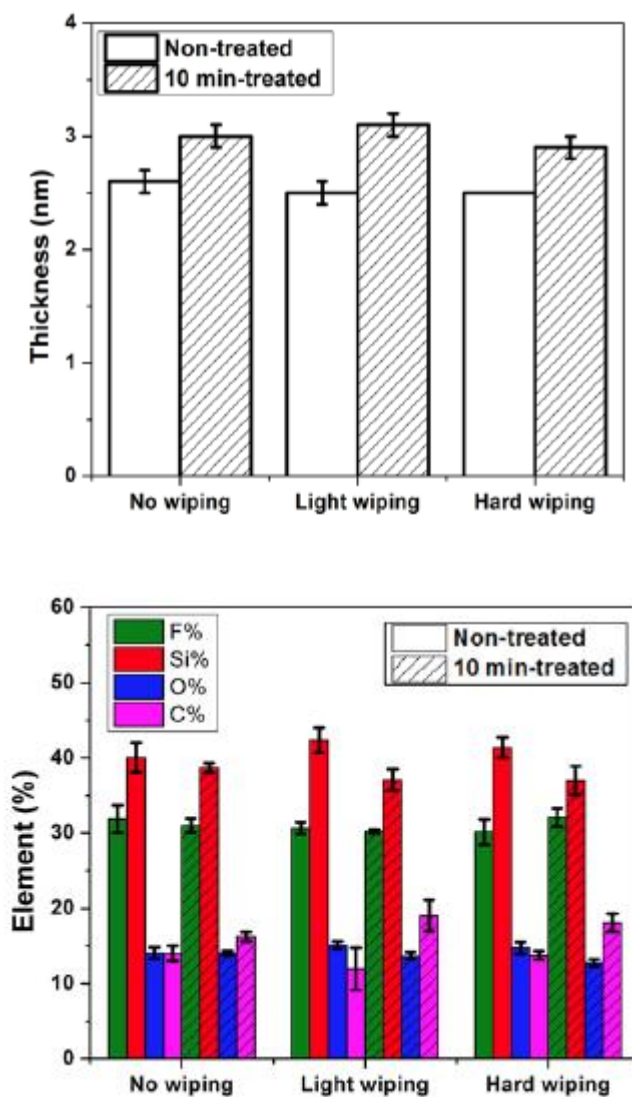 4
Non-treated
10 min-treated
3
2
1
0
Thickness (nm)
No wiping
Light wiping
Hard wiping
60
F%
Si%
O%
C%
Non-treated
10 min-treated
50
40
30
20
10
0
Element (%)
No wiping
Light wiping
Hard wiping